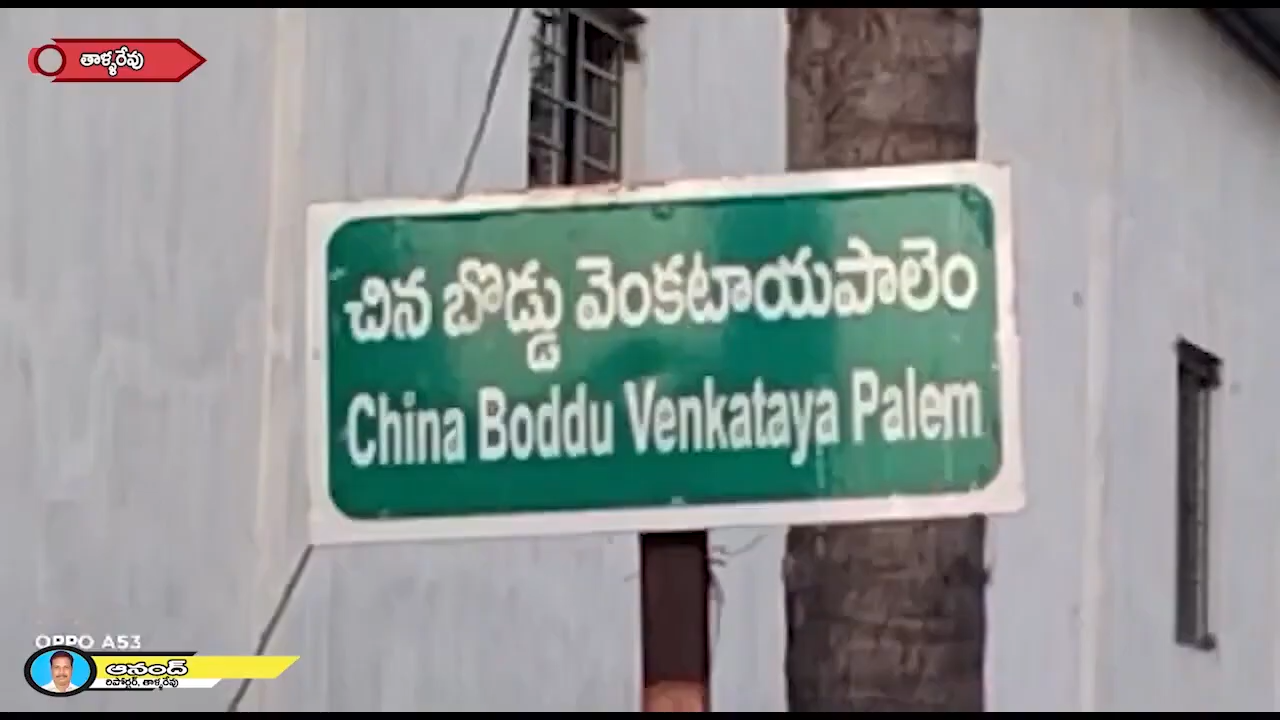 తాళ్ళరేవు
చిన బొడ్డు వెంకటాయపాలెం
China Boddu Venkataya Palem
OPPO A53
ఆనంద్
రిపోర్టర్, తాళ్ళరేవు